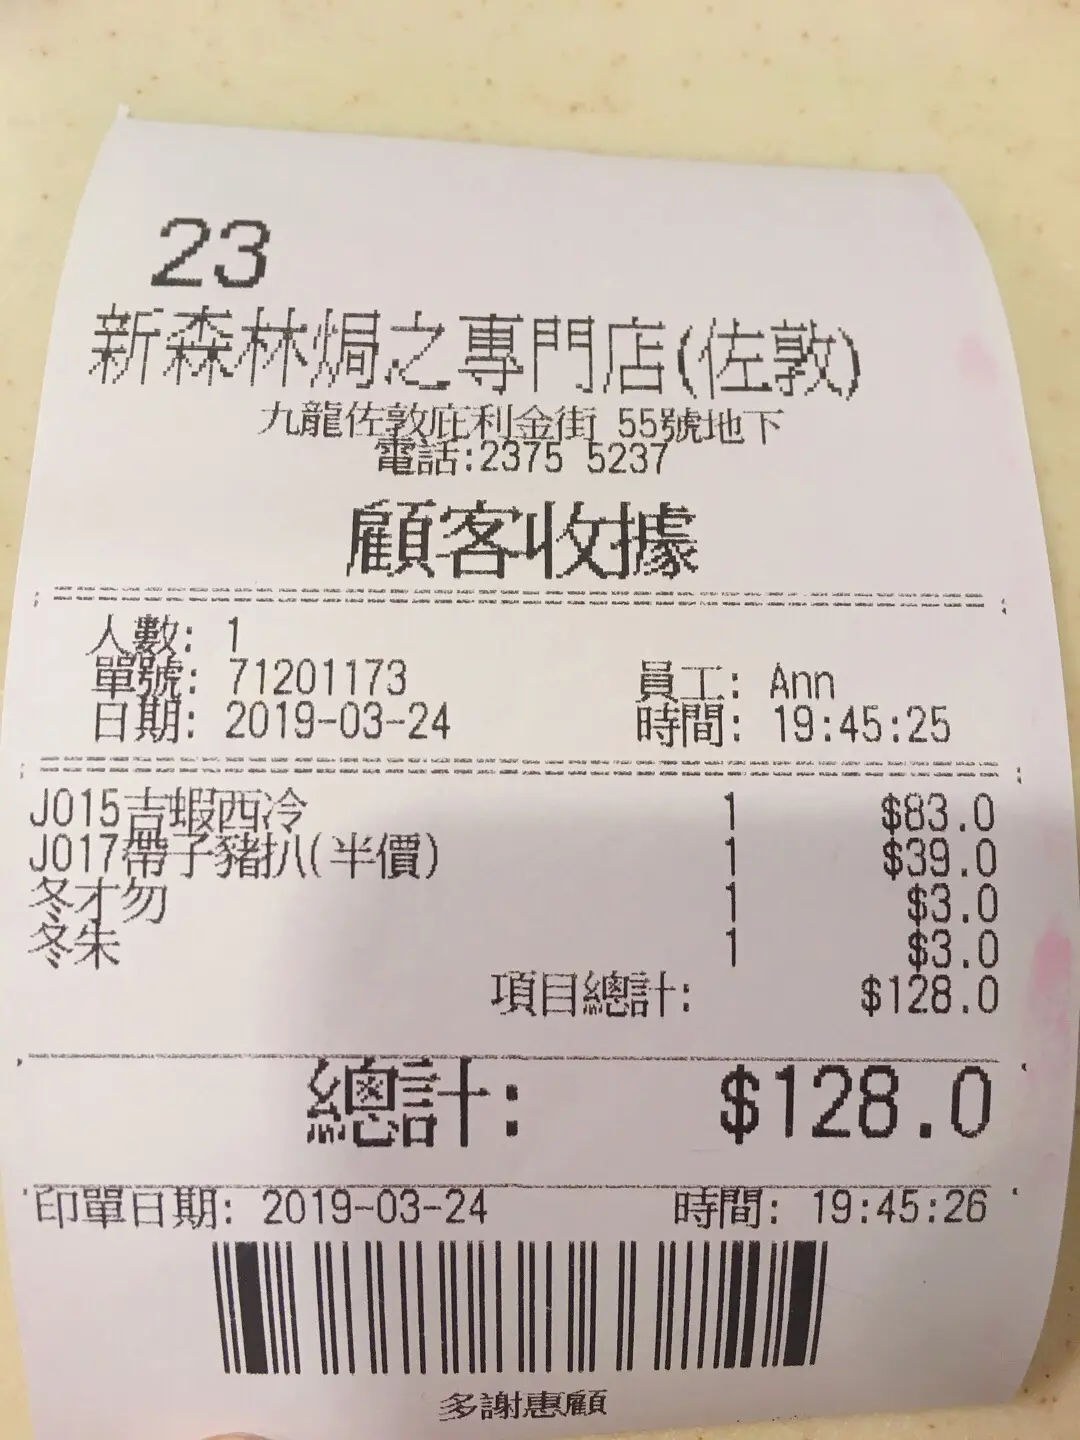 23
新森林焗之專門店(佐敦)
九龍佐敦庇利金街 55號地下
電話:2375 5237
顧客收據
人數: 1
單號: 71201173 員工: Ann
日期: 2019-03-24 時間: 19:45:25
J015吉蝦西冷 1 $83.0
J017帶子豬扒(半價) 1 $39.0
冬才勿 1 $3.0
冬朱 1 $3.0
項目總計: $128.0
總計: $128.0
印單日期: 2019-03-24 時間: 19:45:26
多謝惠顧